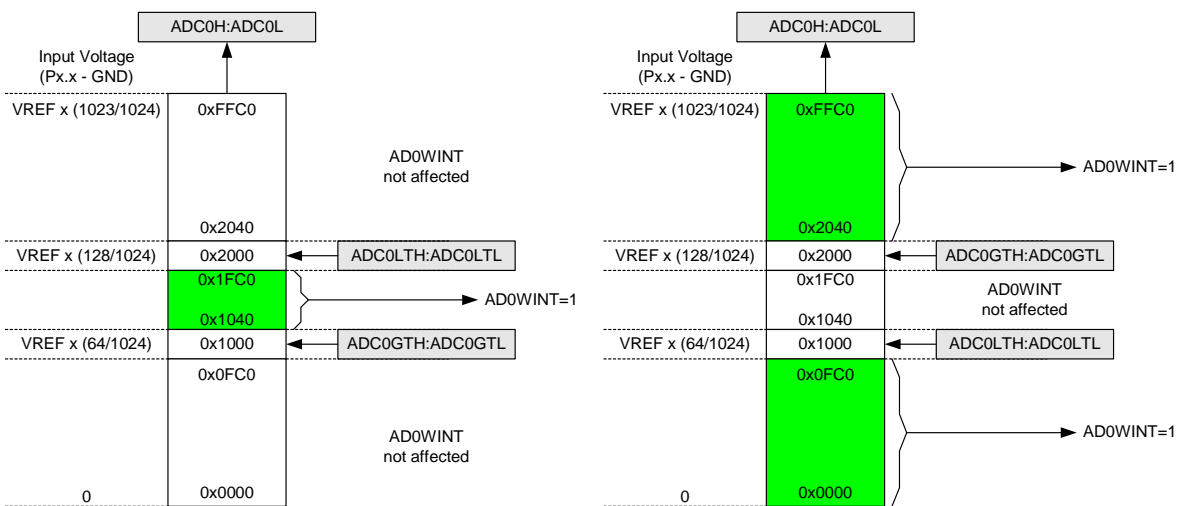 ADC0H:ADC0L
Input Voltage
(Px.x - GND)
VREF x (1023/1024)
0xFFC0
AD0WINT
not affected
0x2040
VREF x (128/1024)
0x2000
ADC0LTH:ADC0LTL
0x1FC0
AD0WINT=1
0x1040
VREF x (64/1024)
0x1000
ADC0GTH:ADC0GTL
0x0FC0
AD0WINT
not affected
0
0x0000
ADC0H:ADC0L
Input Voltage
(Px.x - GND)
VREF x (1023/1024)
0xFFC0
AD0WINT=1
0x2040
VREF x (128/1024)
0x2000
ADC0GTH:ADC0GTL
0x1FC0
AD0WINT
not affected
0x1040
VREF x (64/1024)
0x1000
ADC0LTH:ADC0LTL
0x0FC0
AD0WINT=1
0
0x0000